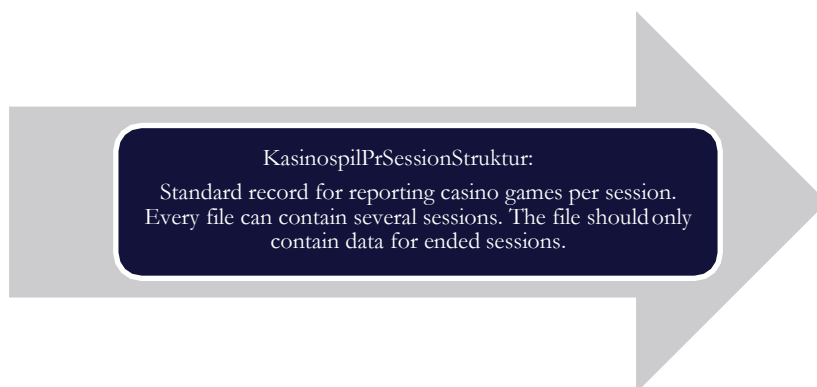 KasinospilPrSessionStruktur:
Standard record for reporting casino games per session.
Every file can contain several sessions. The file should only
contain data for ended sessions.